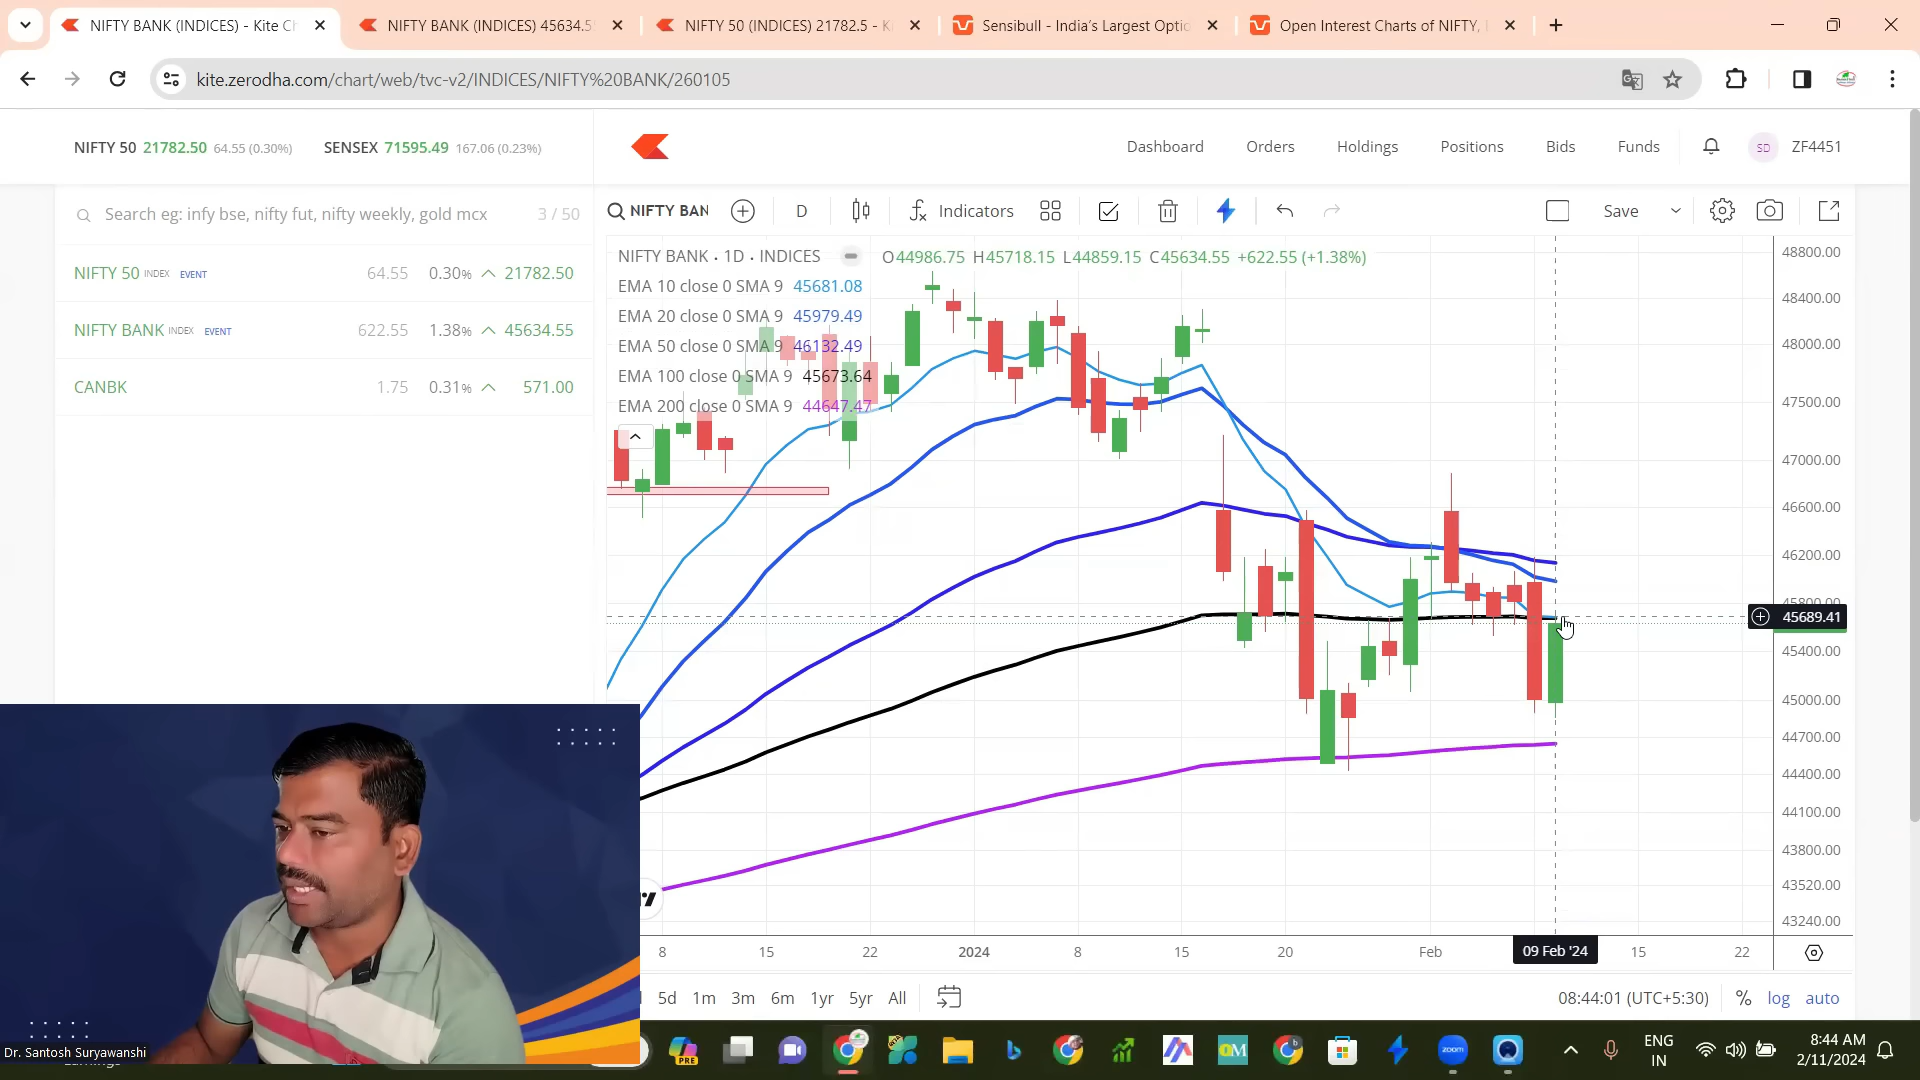 NIFTY BANK (INDICES) - Kite Ch
NIFTY BANK (INDICES) 45634.5
NIFTY 50 (INDICES) 21782.5 - K
Sensibull - India's Largest Optio
Open Interest Charts of NIFTY,
kite.zerodha.com/chart/web/tvc-v2/INDICES/NIFTY%20BANK/260105
NIFTY 50 21782.50 64.55 (0.30%) SENSEX 71595.49 167.06 (0.23%)
Dashboard Orders Holdings Positions Bids Funds SD ZF4451
Search eg: infy bse, nifty fut, nifty weekly, gold mcx 3 / 50
NIFTY BAN D Indicators Save
NIFTY 50 INDEX EVENT 64.55 0.30% 21782.50
NIFTY BANK INDEX EVENT 622.55 1.38% 45634.55
CANBK 1.75 0.31% 571.00
NIFTY BANK · 1D · INDICES O44986.75 H45718.15 L44859.15 C45634.55 +622.55 (+1.38%)
EMA 10 close 0 SMA 9 45681.08
EMA 20 close 0 SMA 9 45979.49
EMA 50 close 0 SMA 9 46132.49
EMA 100 close 0 SMA 9 45673.64
EMA 200 close 0 SMA 9 44647.47
48800.00
48400.00
48000.00
47500.00
47000.00
46600.00
46200.00
45800.00
45689.41
45400.00
45000.00
44700.00
44400.00
44100.00
43800.00
43520.00
43240.00
8 15 22 2024 8 15 20 Feb 09 Feb '24 15 22
5d 1m 3m 6m 1yr 5yr All 08:44:01 (UTC+5:30) % log auto
Dr. Santosh Suryawanshi
Earnings
PRE
zoom
ENG
IN
8:44 AM
2/11/2024